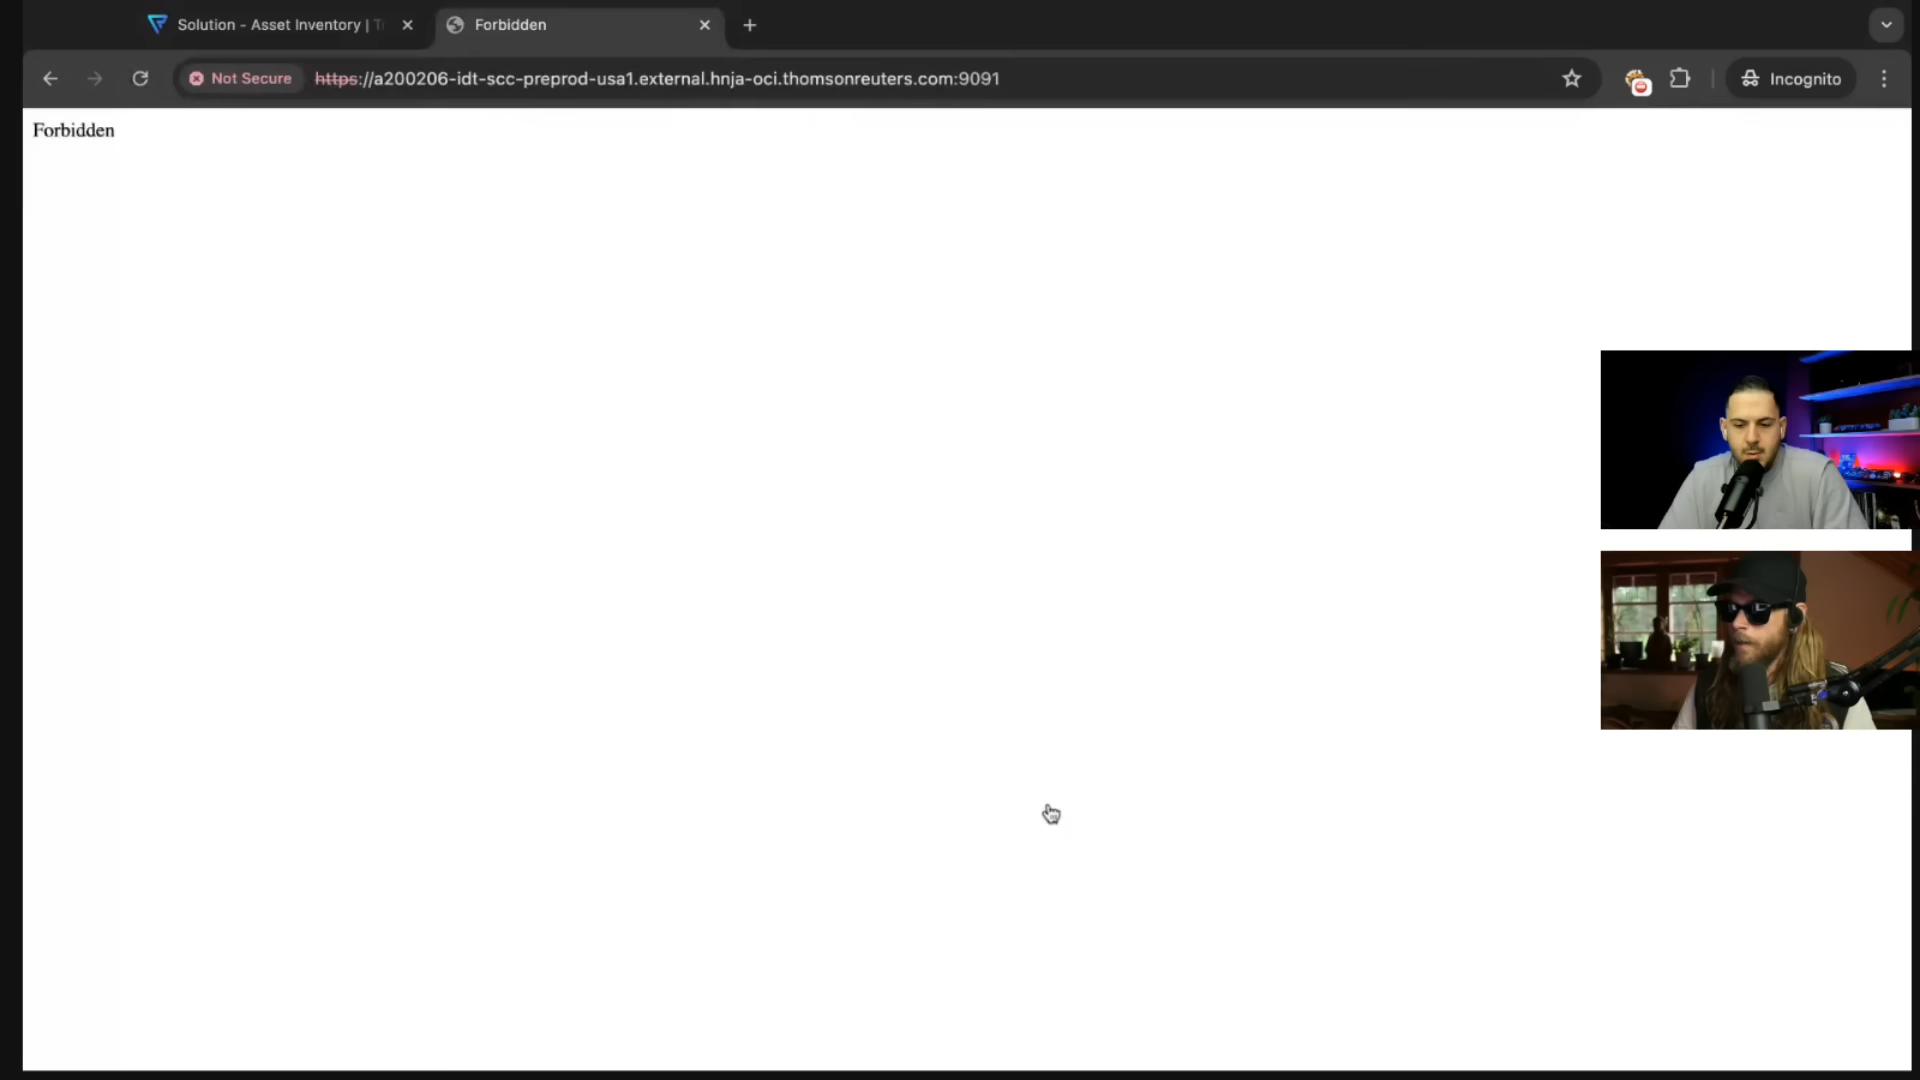 Solution - Asset Inventory |
Forbidden
Not Secure
https://a200206-idt-scc-preprod-usa1.external.hnja-oci.thomsonreuters.com:9091
Incognito
Forbidden